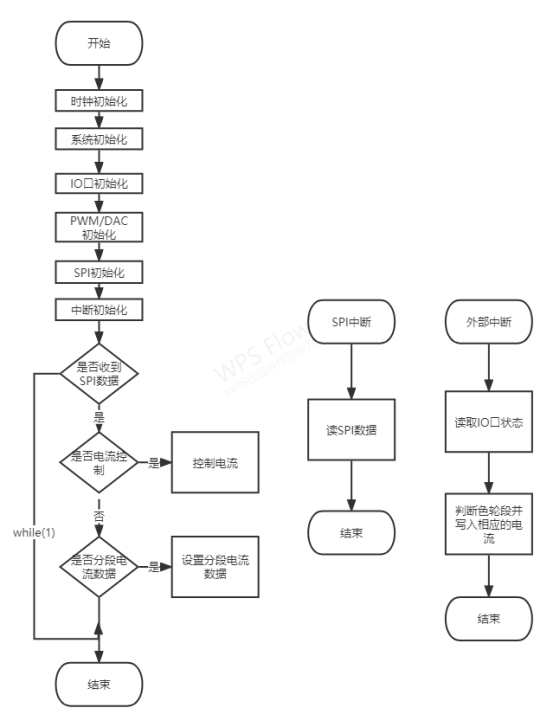 开始
时钟初始化
系统初始化
IO口初始化
PWM/DAC
初始化
SPI初始化
中断初始化
是否收到
SPI数据
是
是否电流控
制
是
控制电流
否
while(1)
是否分段电
流数据
是
设置分段电流
数据
结束
SPI中断
读SPI数据
结束
外部中断
读取IO口状态
判断色轮段并
写入相应的电
流
结束
WPS Flow